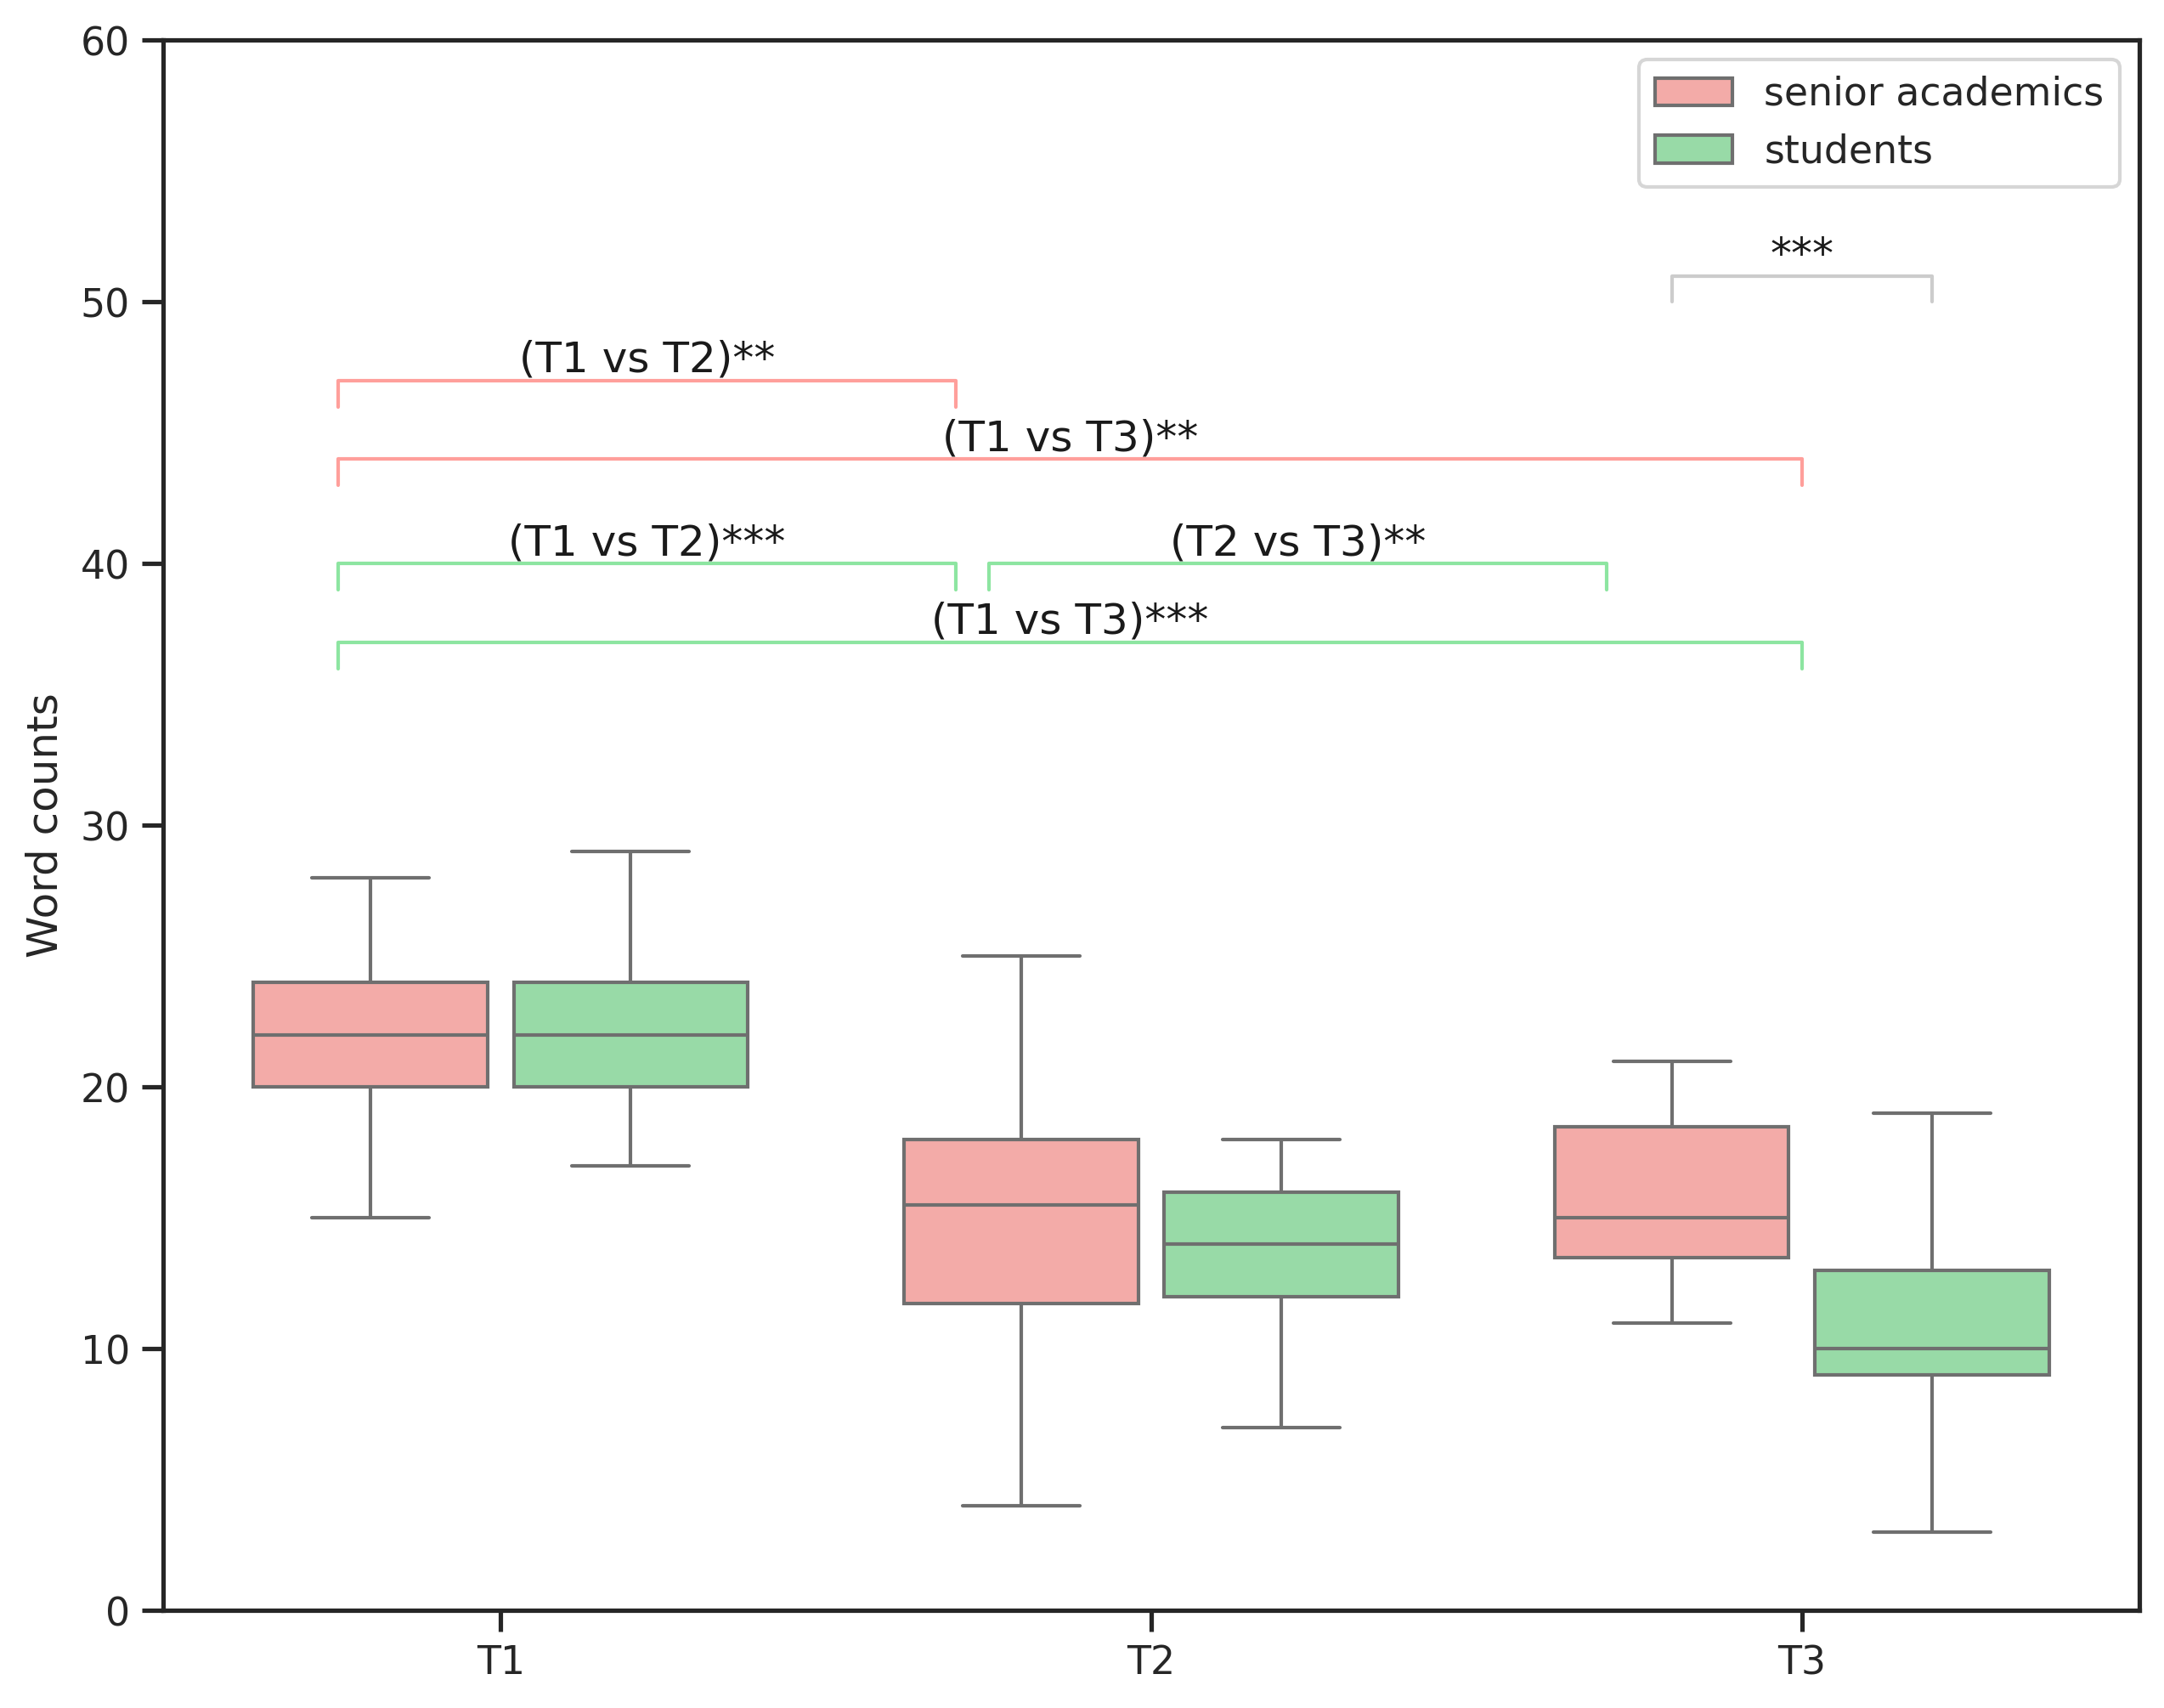 60
50
40
30
20
10
0
Word counts
senior academics
students
***
(T1 vs T2)**
(T1 vs T3)**
(T1 vs T2)***
(T2 vs T3)**
(T1 vs T3)***
T1
T2
T3